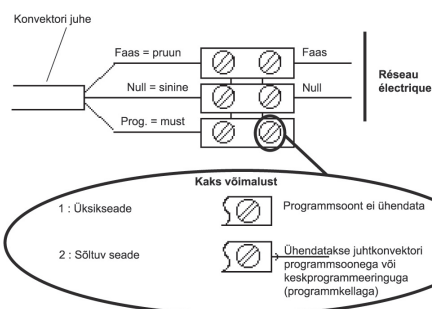 Konvektori juhe
Faas = pruun
Faas
Null = sinine
Null
Réseau
électrique
Prog. = must
Kaks võimalust
1 : Üksikseade
Programmsoont ei ühendata
2 : Sõltuv seade
Ühendatakse juhtkonvektori
programmsoonega või
keskprogrammeeringuga
(programmkellaga)